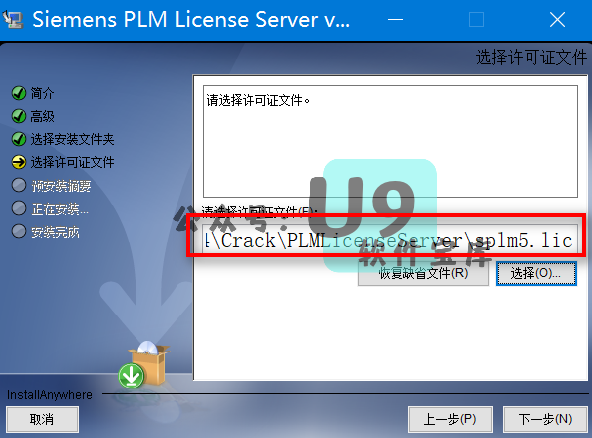 Siemens PLM License Server v...
选择许可证文件
简介
高级
选择安装文件夹
选择许可证文件
预安装摘要
正在安装...
安装完成
请选择许可证文件。
公众号:
U9
软件宝库
请选择许可证文件(F):
\Crack\PLMLicenseServer\splm5.lic
恢复缺省文件(R)
选择(O)...
InstallAnywhere
取消
上一步(P)
下一步(N)